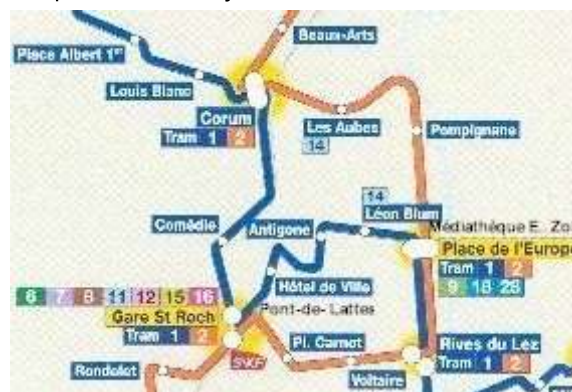 Beaux-Arts
Place Albert 1er
Louis Blanc
Corum
Tram 1 2
Les Aubes
14
Pompignane
14
Léon Blum
Comédie
Antigone
Médiathèque E. Zo
Place de l'Europe
Tram 1 2
9 16 28
Hôtel de Ville
6 7 8 11 12 15 16
Gare St Roch
Tram 1 2
Pont-de-Lattes
Rondelet
Pl. Carnot
Voltaire
Rives du Lez
Tram 1 2